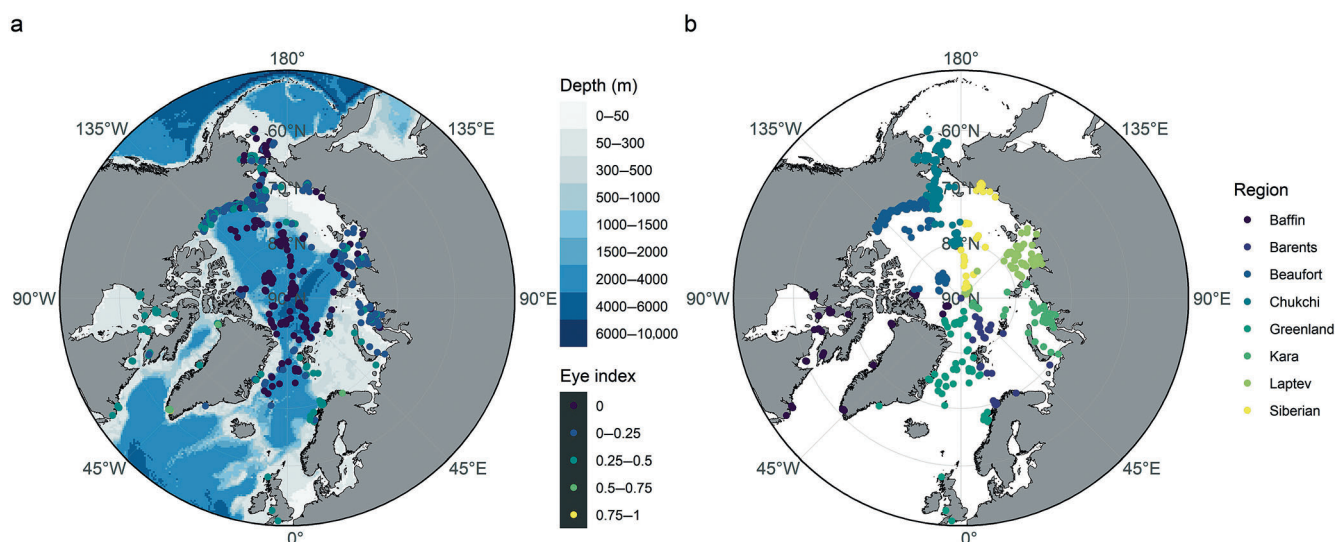 a
180°
135°W
135°E
60°N
70°N
80°N
90°W
90°N
90°E
45°W
45°E
0°
Depth (m)
0–50
50–300
300–500
500–1000
1000–1500
1500–2000
2000–4000
4000–6000
6000–10,000
Eye index
0
0–0.25
0.25–0.5
0.5–0.75
0.75–1
b
180°
135°W
135°E
60°N
70°N
80°N
90°W
90°N
90°E
45°W
45°E
0°
Region
Baffin
Barents
Beaufort
Chukchi
Greenland
Kara
Laptev
Siberian